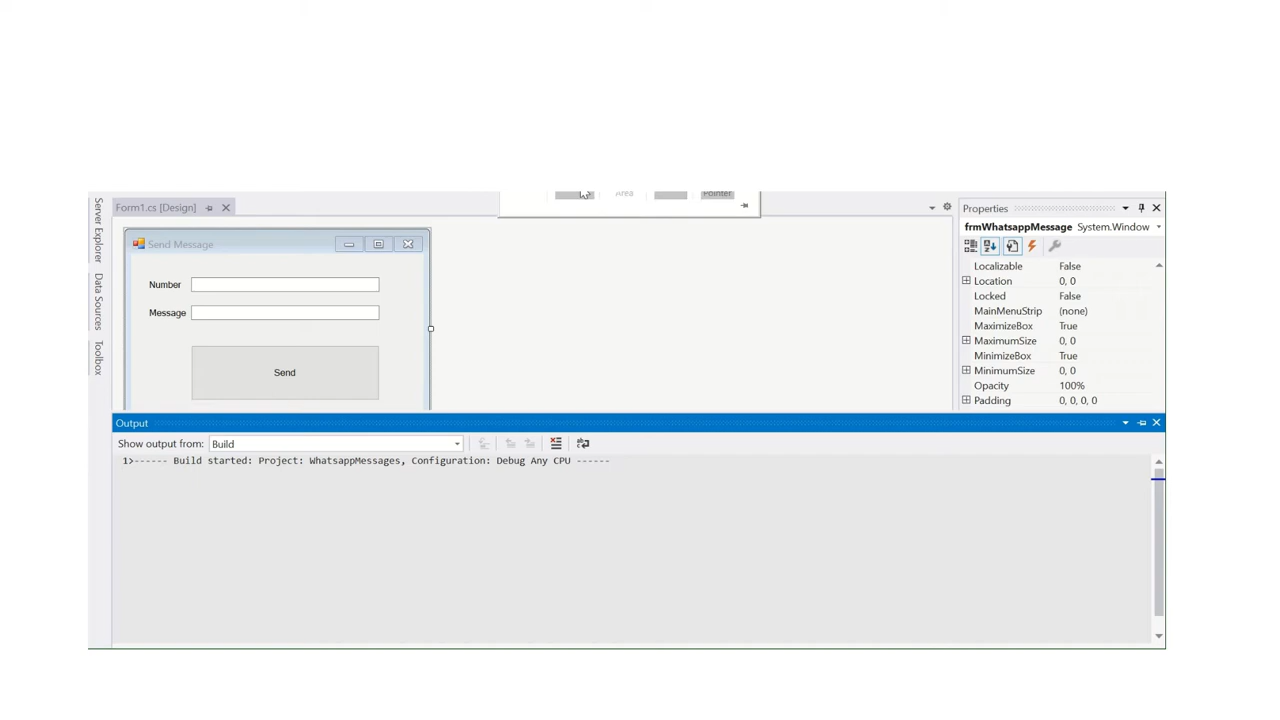 Area
Pointer
Form1.cs [Design]
Properties
frmWhatsappMessage System.Window
Send Message
Number
Message
Send
Server Explorer
Data Sources
Toolbox
Localizable False
Location 0, 0
Locked False
MainMenuStrip (none)
MaximizeBox True
MaximumSize 0, 0
MinimizeBox True
MinimumSize 0, 0
Opacity 100%
Padding 0, 0, 0, 0
Output
Show output from: Build
1>------ Build started: Project: WhatsappMessages, Configuration: Debug Any CPU ------